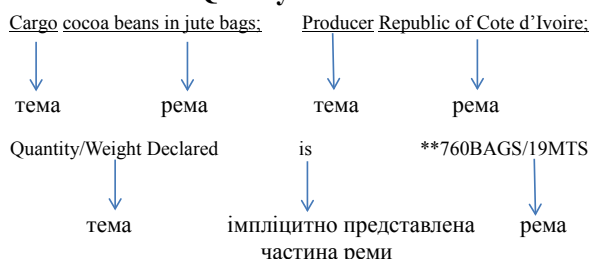 Cargo cocoa beans in jute bags; Producer Republic of Cote d'Ivoire;
тема рема тема рема
Quantity/Weight Declared is **760BAGS/19MTS
тема імпліцитно представлена рема
частина реми